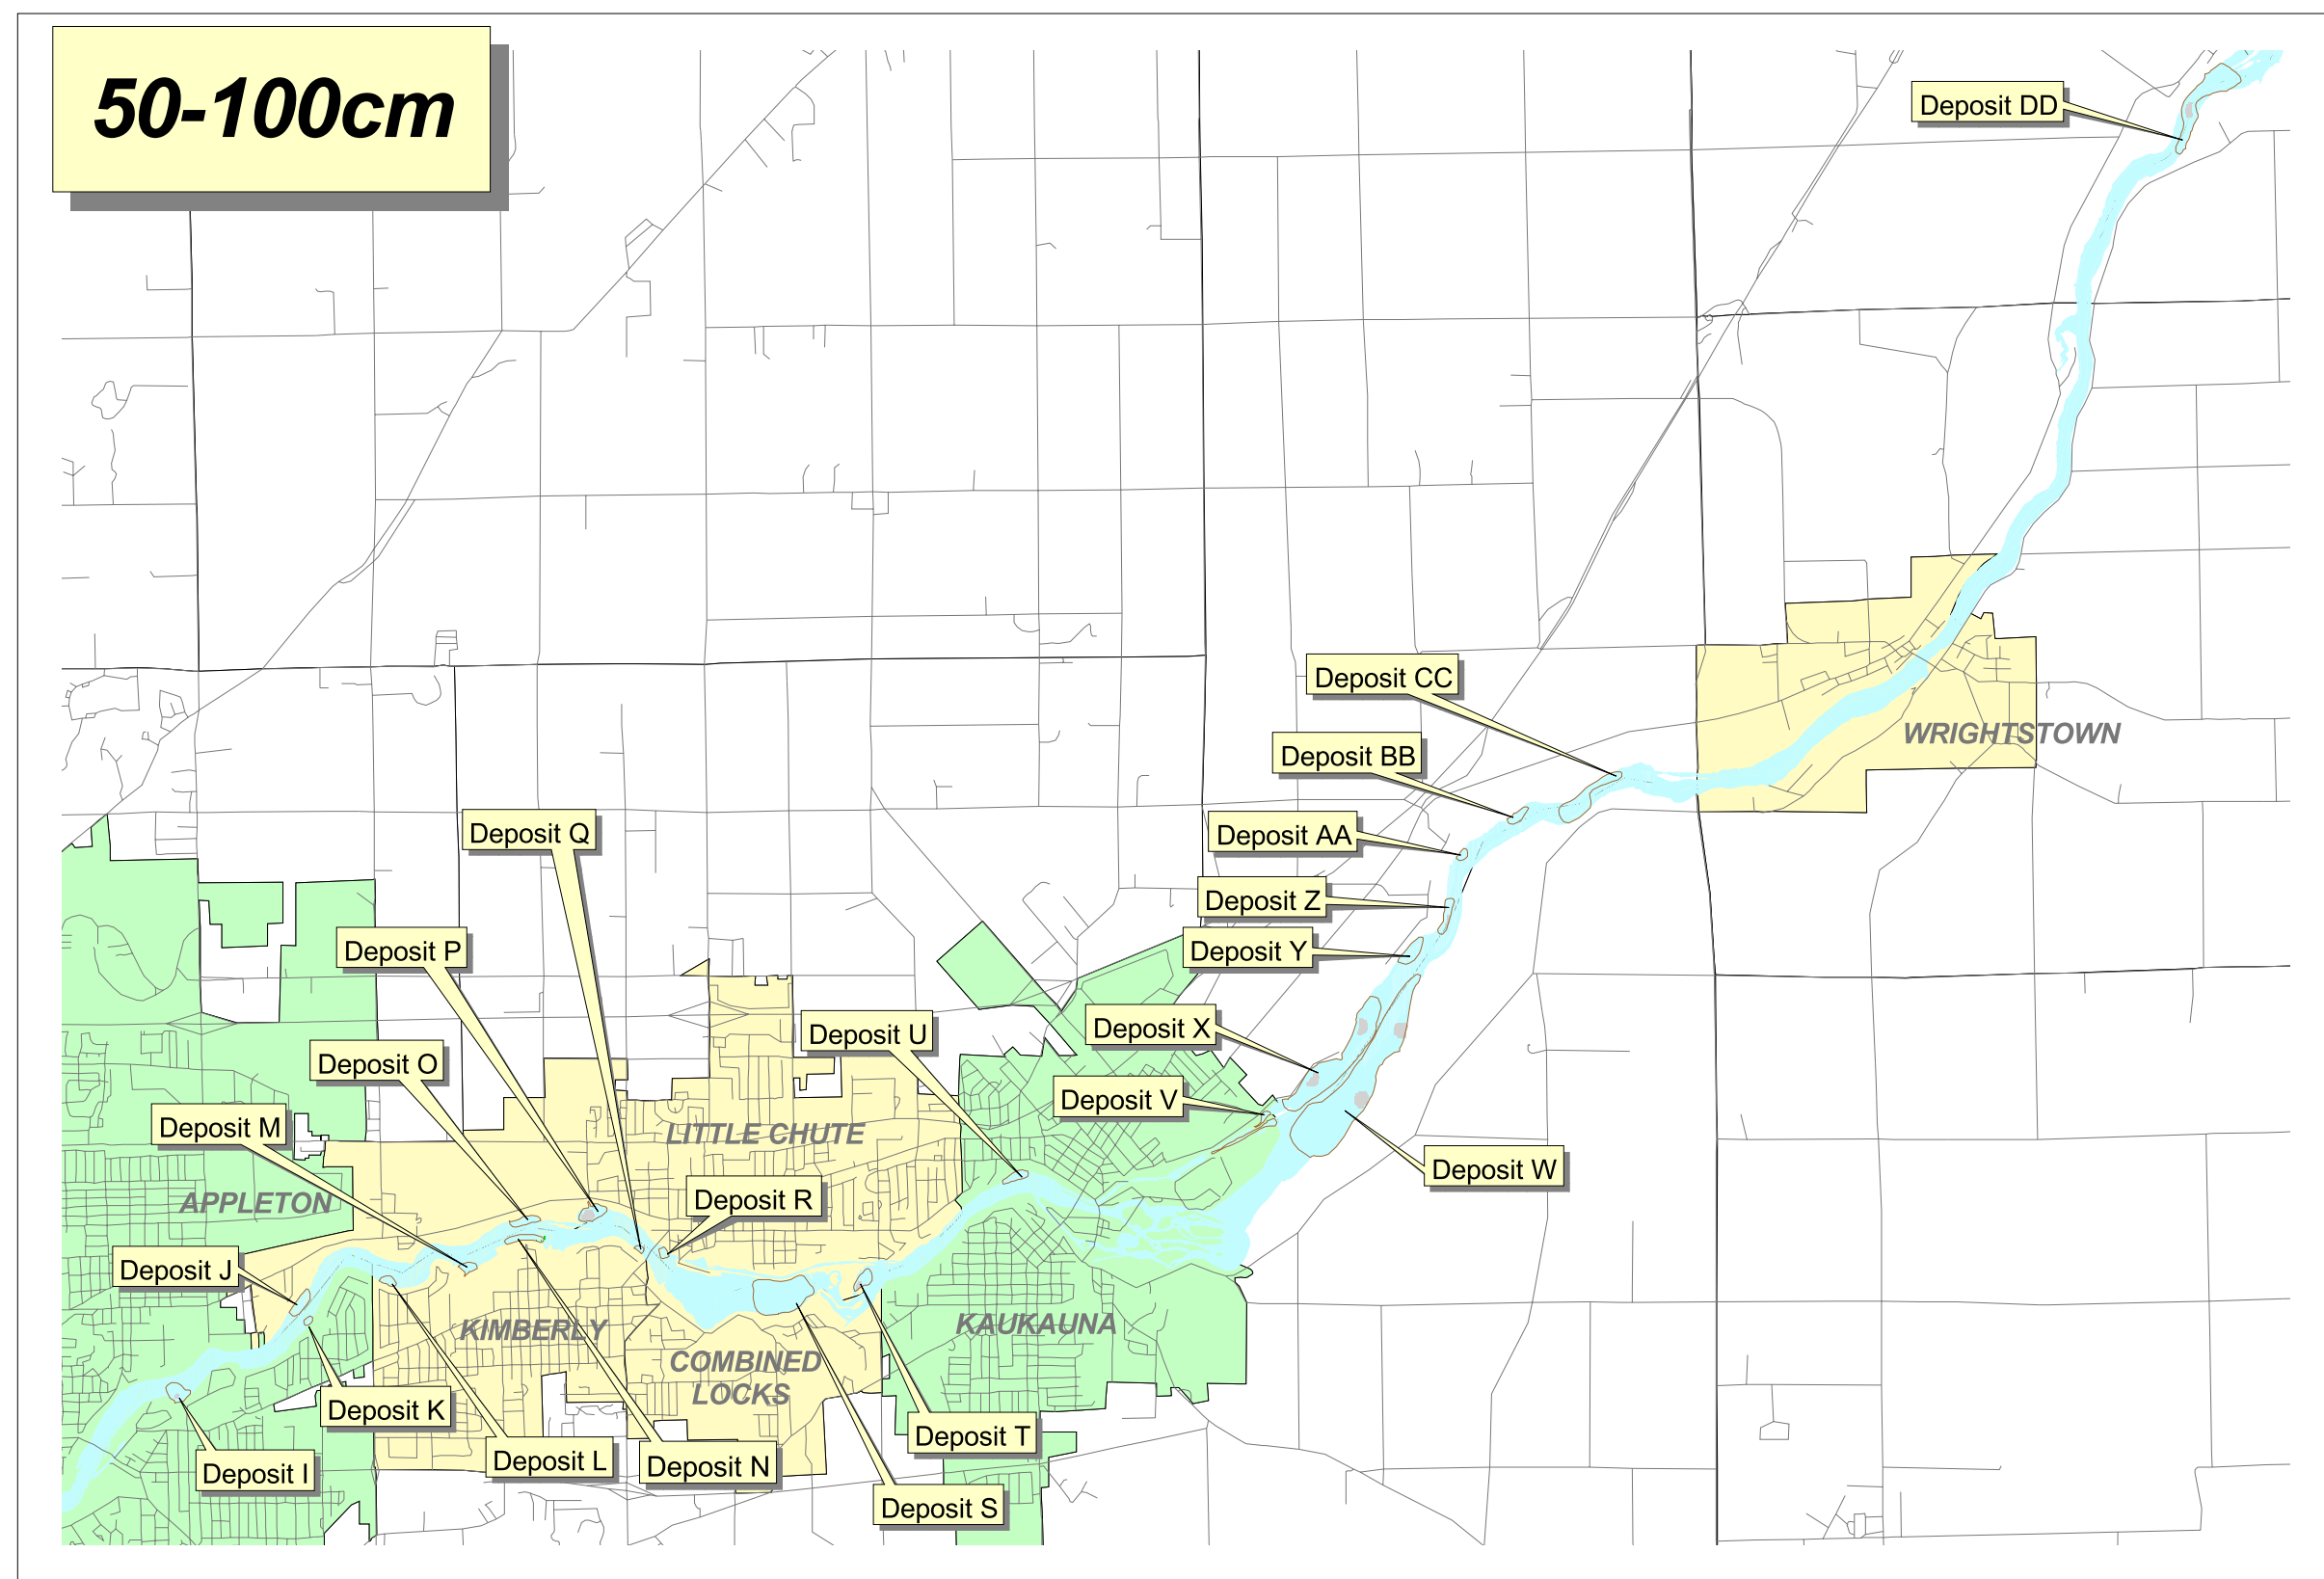 50-100cm
Deposit DD
Deposit CC
WRIGHTSTOWN
Deposit BB
Deposit Q
Deposit AA
Deposit Z
Deposit P
Deposit Y
Deposit X
Deposit U
Deposit O
Deposit V
Deposit M
LITTLE CHUTE
Deposit W
APPLETON
Deposit R
Deposit J
KIMBERLY
KAUKAUNA
COMBINED
LOCKS
Deposit K
Deposit T
Deposit L
Deposit N
Deposit I
Deposit S